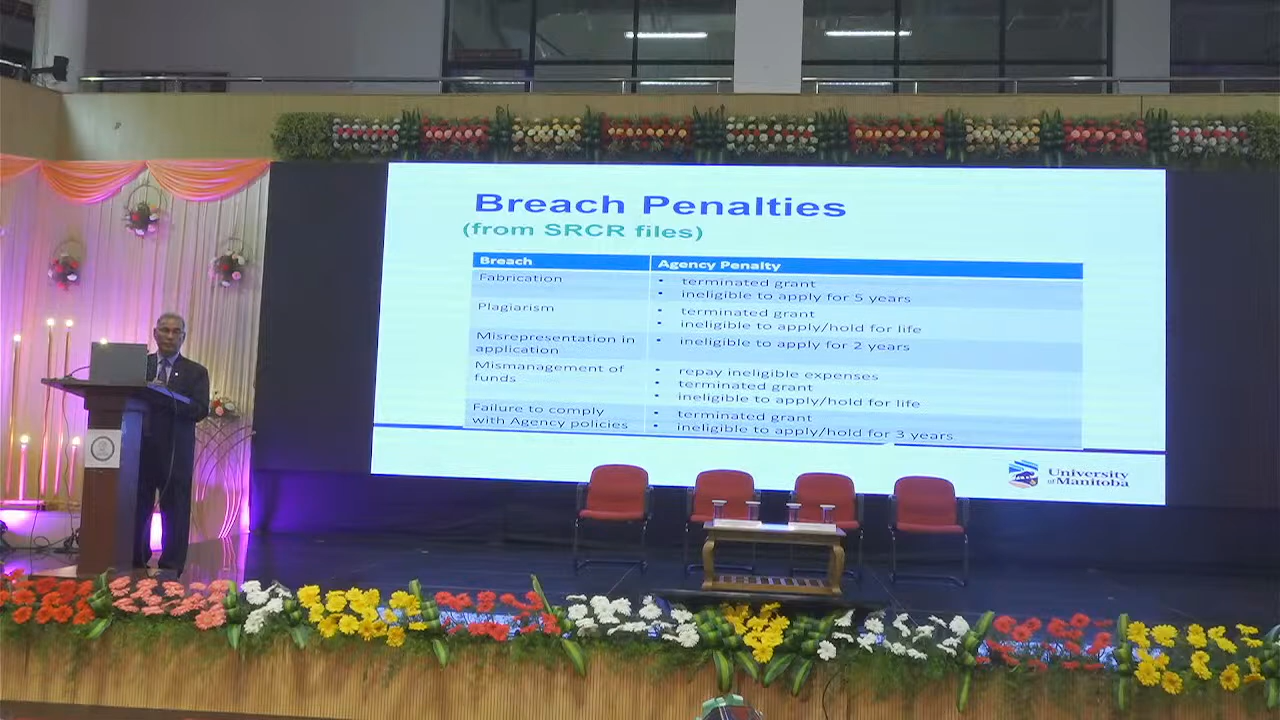 Breach Penalties
(from SRCR files)
Breach
Agency Penalty
Fabrication
• terminated grant
• ineligible to apply for 5 years
Plagiarism
• terminated grant
• ineligible to apply/hold for life
Misrepresentation in
application
• ineligible to apply for 2 years
Mismanagement of
funds
• repay ineligible expenses
• terminated grant
• ineligible to apply/hold for life
Failure to comply
with Agency policies
• terminated grant
• ineligible to apply/hold for 3 years
University
of Manitoba